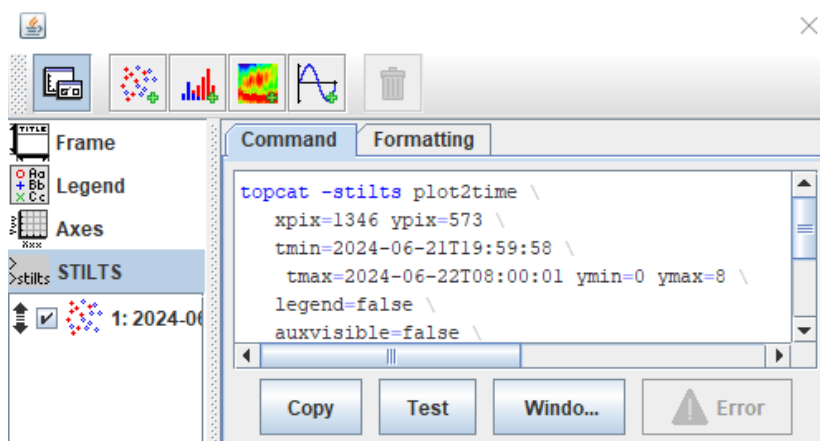 TITLE
Frame
Aa
Bb
Cc
Legend
Xxx
Axes
stilts
STILTS
1: 2024-06
Command
Formatting
topcat -stilts plot2time \
xpix=1346 ypix=573 \
tmin=2024-06-21T19:59:58 \
tmax=2024-06-22T08:00:01 ymin=0 ymax=8 \
legend=false \
auxvisible=false \
Copy
Test
Windo...
Error